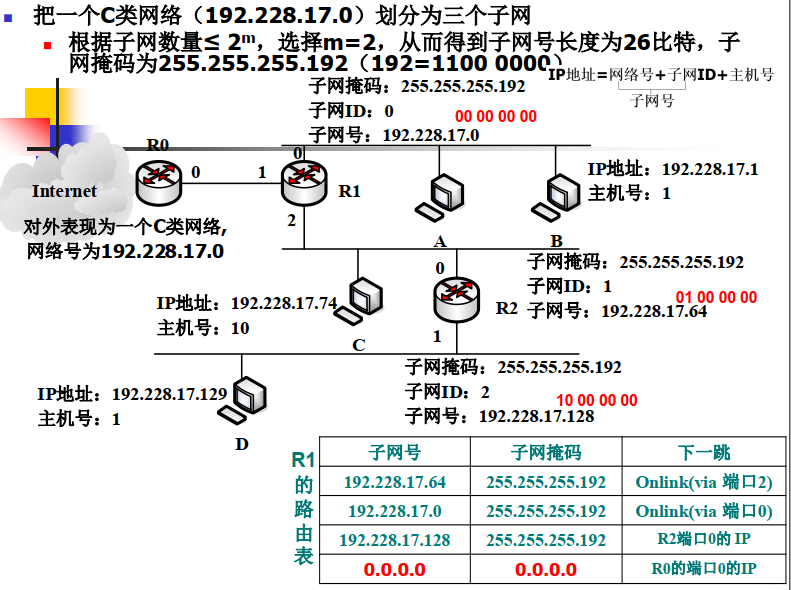 把一个C类网络（192.228.17.0）划分为三个子网
根据子网数量≤ 2m，选择m=2，从而得到子网号长度为26比特，子
网掩码为255.255.255.192（192=1100 0000）
IP地址=网络号+子网ID+主机号
子网号
子网掩码：255.255.255.192
子网ID：0
00 00 00 00
子网号：192.228.17.0
R0
0
1
0
R1
2
Internet
IP地址：192.228.17.1
主机号：1
A
B
对外表现为一个C类网络,
网络号为192.228.17.0
0
子网掩码：255.255.255.192
子网ID：1
01 00 00 00
R2
子网号：192.228.17.64
IP地址：192.228.17.74
主机号：10
C
1
子网掩码：255.255.255.192
子网ID：2
10 00 00 00
子网号：192.228.17.128
IP地址：192.228.17.129
主机号：1
D
R1的路由表
子网号 子网掩码 下一跳
192.228.17.64 255.255.255.192 Onlink(via 端口2)
192.228.17.0 255.255.255.192 Onlink(via 端口0)
192.228.17.128 255.255.255.192 R2端口0的 IP
0.0.0.0 0.0.0.0 R0的端口0的IP